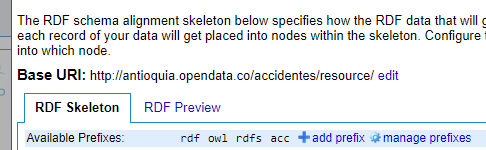 The RDF schema alignment skeleton below specifies how the RDF data that will g
each record of your data will get placed into nodes within the skeleton. Configure t
into which node.
Base URI: http://antioquia.opendata.co/accidentes/resource/ edit
RDF Skeleton RDF Preview
Available Prefixes: rdf owl rdfs acc add prefix manage prefixes